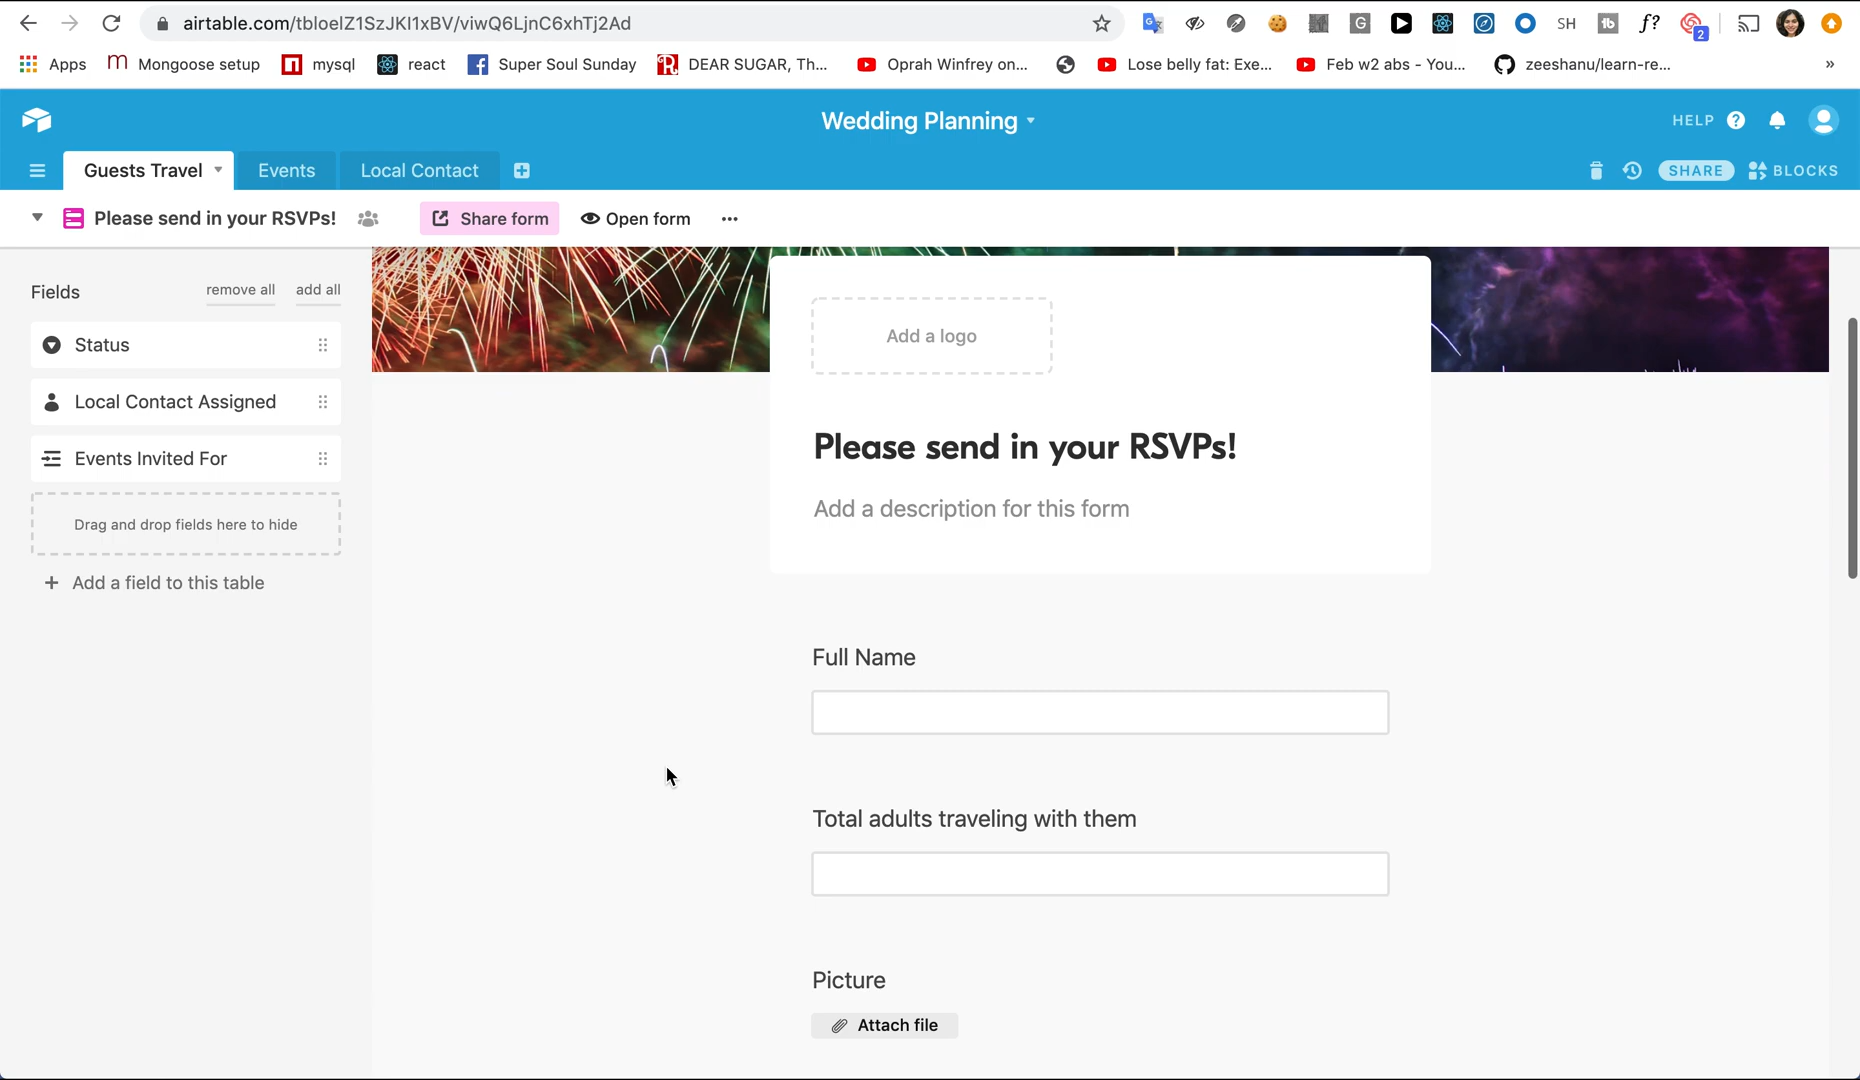 airtable.com/tbloelZ1SzJKl1xBV/viwQ6LjnC6xhTj2Ad
G SH tb f? 2
Apps Mongoose setup mysql react Super Soul Sunday DEAR SUGAR, Th... Oprah Winfrey on... Lose belly fat: Exe... Feb w2 abs - You... zeeshanu/learn-re... »
Wedding Planning
HELP ?
Guests Travel Events Local Contact
SHARE BLOCKS
Please send in your RSVPs! Share form Open form ...
Fields remove all add all
Status
Local Contact Assigned
Events Invited For
Drag and drop fields here to hide
+ Add a field to this table
Add a logo
Please send in your RSVPs!
Add a description for this form
Full Name
Total adults traveling with them
Picture
Attach file